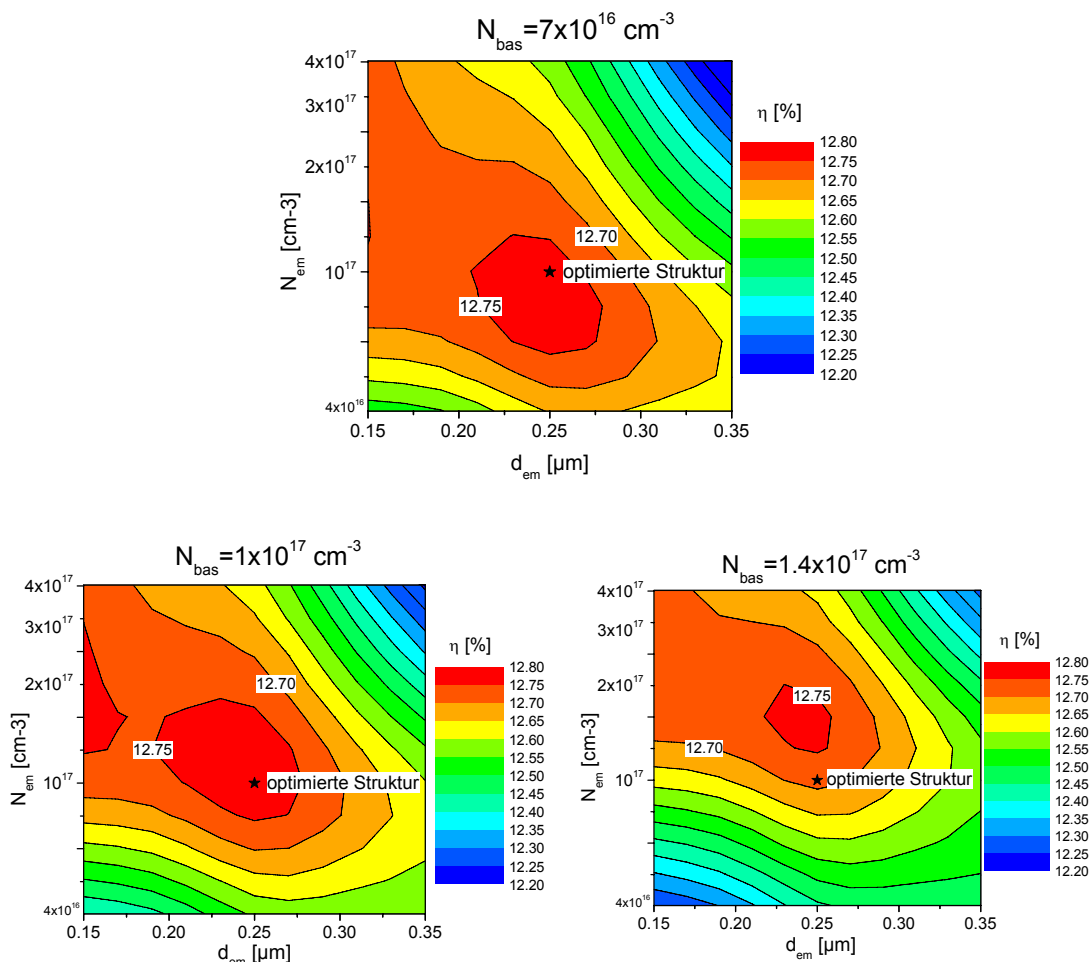 N_bas=7x10^16 cm^-3
4x10^17
3x10^17
2x10^17
10^17
4x10^16
N_em [cm-3]
12.70
optimierte Struktur
12.75
0.15 0.20 0.25 0.30 0.35
d_em [µm]
η [%]
12.80
12.75
12.70
12.65
12.60
12.55
12.50
12.45
12.40
12.35
12.30
12.25
12.20
N_bas=1x10^17 cm^-3
4x10^17
3x10^17
2x10^17
10^17
4x10^16
N_em [cm-3]
12.70
12.75
optimierte Struktur
0.15 0.20 0.25 0.30 0.35
d_em [µm]
η [%]
12.80
12.75
12.70
12.65
12.60
12.55
12.50
12.45
12.40
12.35
12.30
12.25
12.20
N_bas=1.4x10^17 cm^-3
4x10^17
3x10^17
2x10^17
10^17
4x10^16
N_em [cm-3]
12.75
12.70
optimierte Struktur
0.15 0.20 0.25 0.30 0.35
d_em [µm]
η [%]
12.80
12.75
12.70
12.65
12.60
12.55
12.50
12.45
12.40
12.35
12.30
12.25
12.20